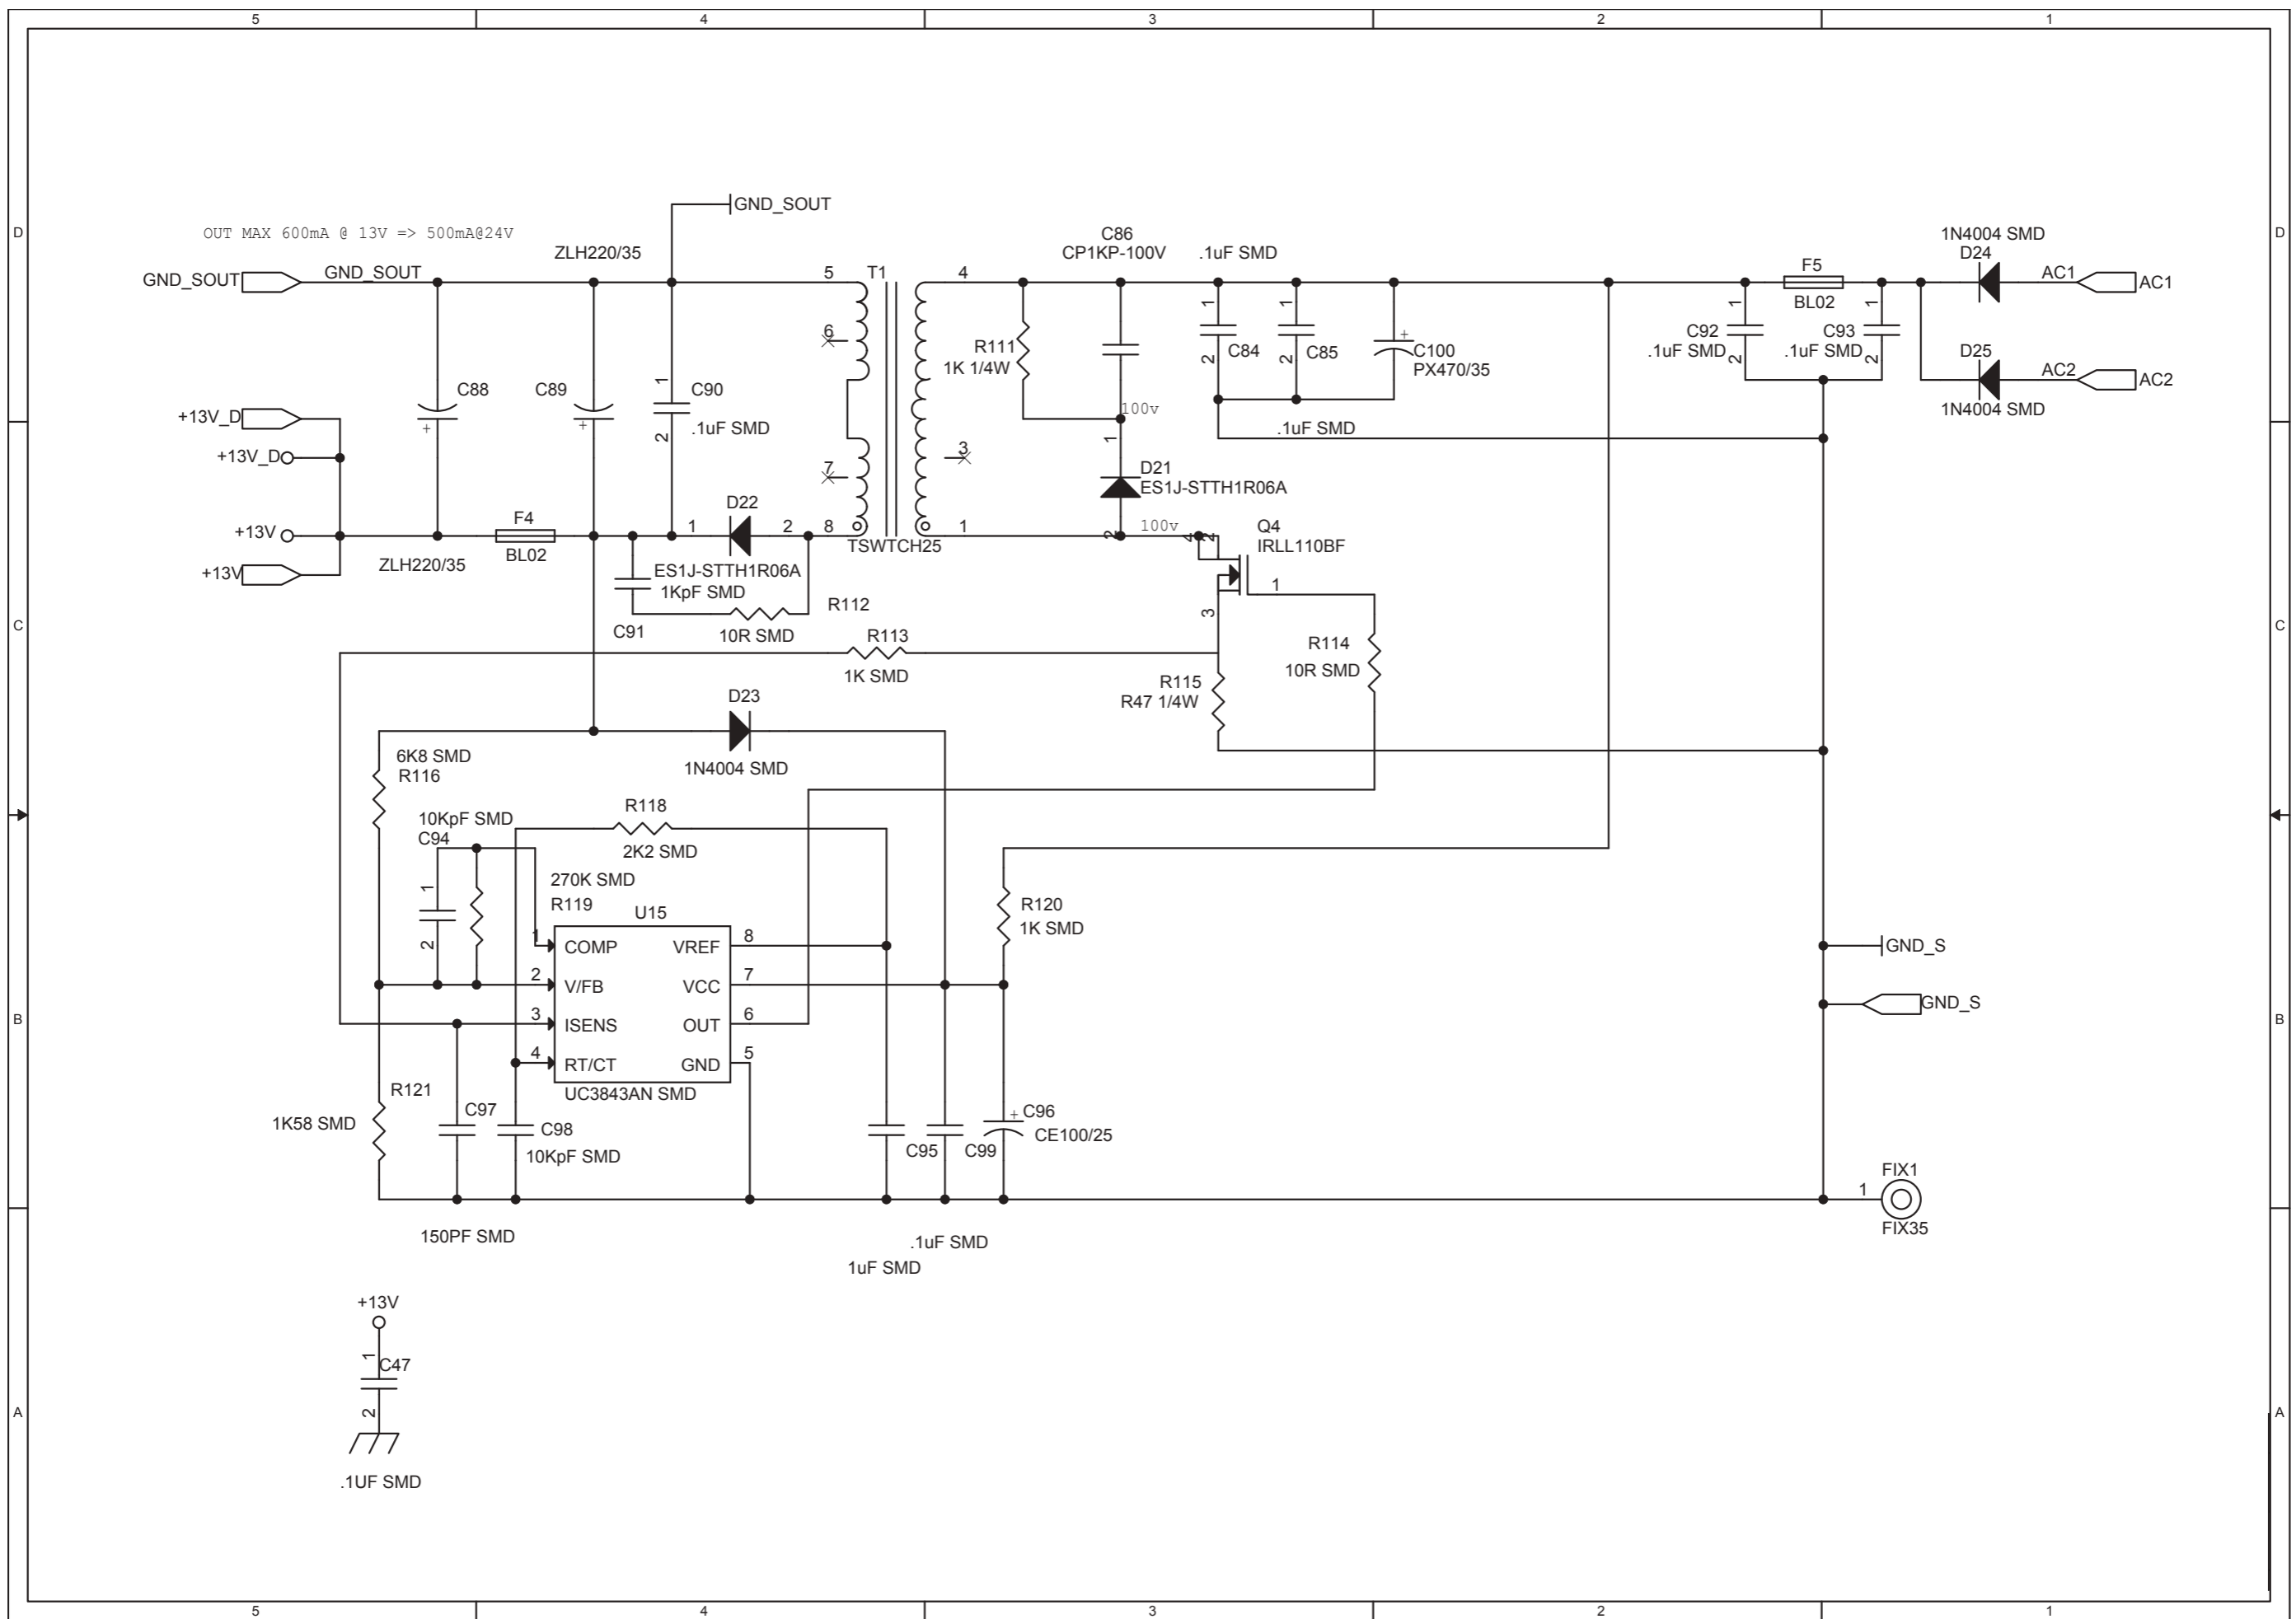 5 4 3 2 1
D D
C C
B B
A A
GND_SOUT
OUT MAX 600mA @ 13V => 500mA@24V
ZLH220/35
C86
CP1KP-100V
.1uF SMD
1N4004 SMD
D24
GND_SOUT
GND_SOUT
5
T1
4
F5
BL02
AC1
AC1
6
R111
1K 1/4W
1
C84
2
1
C85
2
+
C100
PX470/35
1
C92
.1uF SMD
2
1
C93
.1uF SMD
2
D25
AC2
AC2
1N4004 SMD
C88
+
C89
+
1
C90
.1uF SMD
2
100v
.1uF SMD
+13V_D
+13V_D
7
3
1
D21
ES1J-STTH1R06A
2
100v
+13V
F4
BL02
1
D22
2
8
TSWTCH25
1
4
2
Q4
IRLL110BF
1
3
ZLH220/35
+13V
ES1J-STTH1R06A
1KpF SMD
C91
R112
10R SMD
R113
1K SMD
R114
10R SMD
R115
R47 1/4W
D23
1N4004 SMD
6K8 SMD
R116
10KpF SMD
C94
R118
2K2 SMD
1
2
270K SMD
R119
U15
R120
1K SMD
1
COMP
VREF
8
2
V/FB
VCC
7
3
ISENS
OUT
6
4
RT/CT
GND
5
UC3843AN SMD
GND_S
GND_S
R121
1K58 SMD
C97
C98
10KpF SMD
C95
C99
+
C96
CE100/25
FIX1
1
FIX35
150PF SMD
.1uF SMD
1uF SMD
+13V
1
C47
2
.1UF SMD
5 4 3 2 1